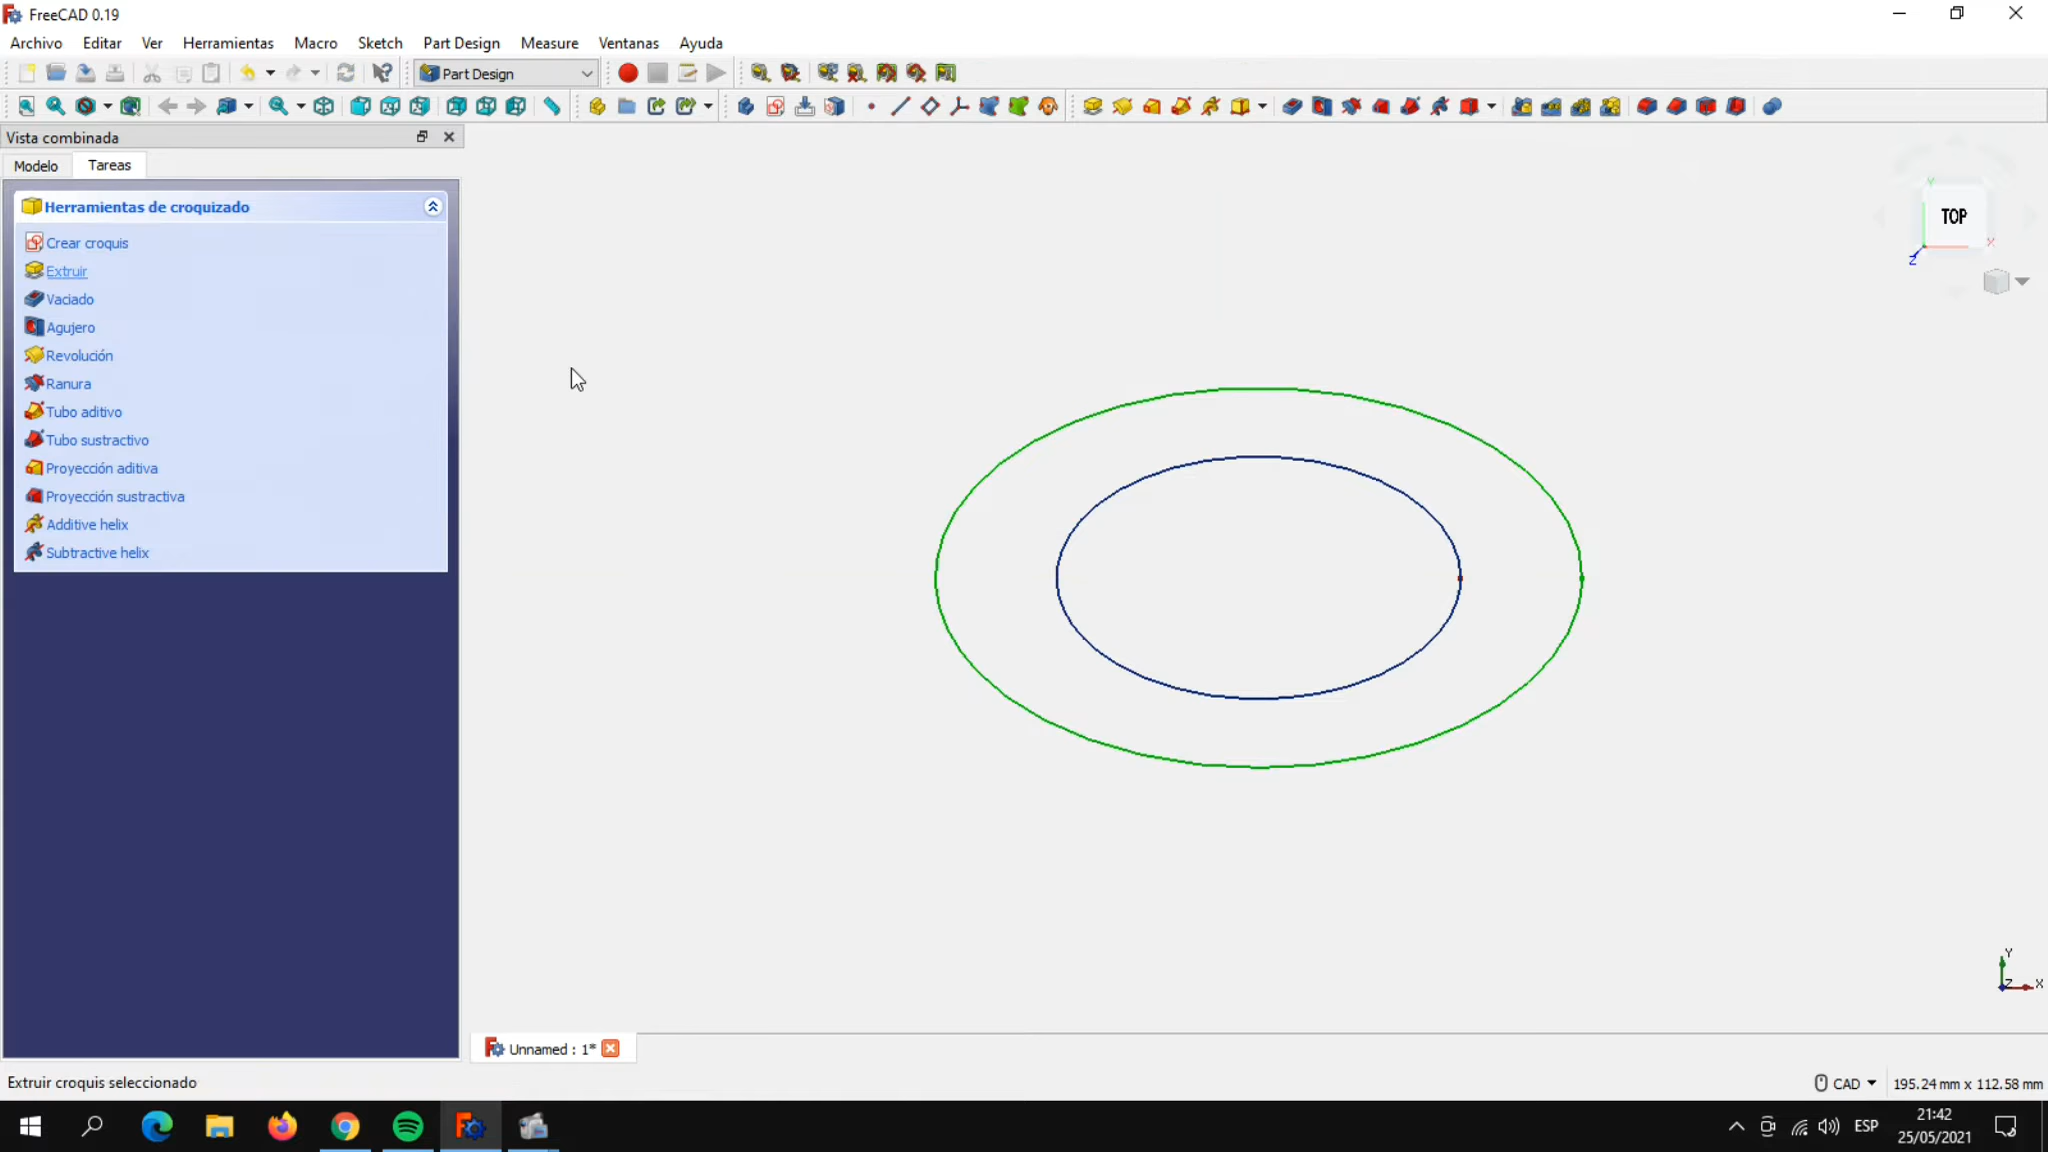 FreeCAD 0.19
Archivo Editar Ver Herramientas Macro Sketch Part Design Measure Ventanas Ayuda
Part Design
Vista combinada
Modelo Tareas
Herramientas de croquizado
Crear croquis
Extruir
Vaciado
Agujero
Revolución
Ranura
Tubo aditivo
Tubo sustractivo
Proyección aditiva
Proyección sustractiva
Additive helix
Subtractive helix
Y
TOP
X
Z
Y
Z X
Unnamed : 1*
Extruir croquis seleccionado
CAD 195.24 mm x 112.58 mm
ESP
21:42
25/05/2021